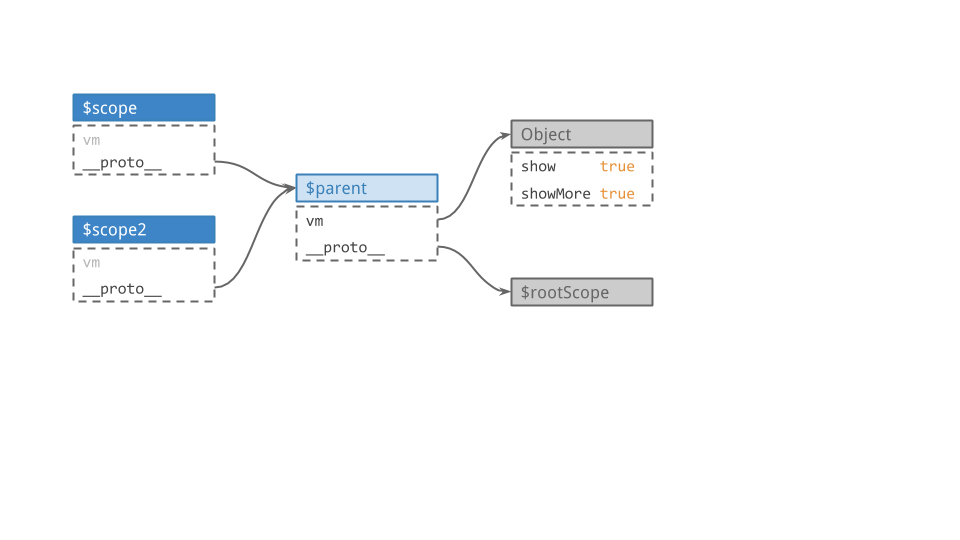 $scope
vm
__proto__
$scope2
vm
__proto__
$parent
vm
__proto__
Object
show true
showMore true
$rootScope